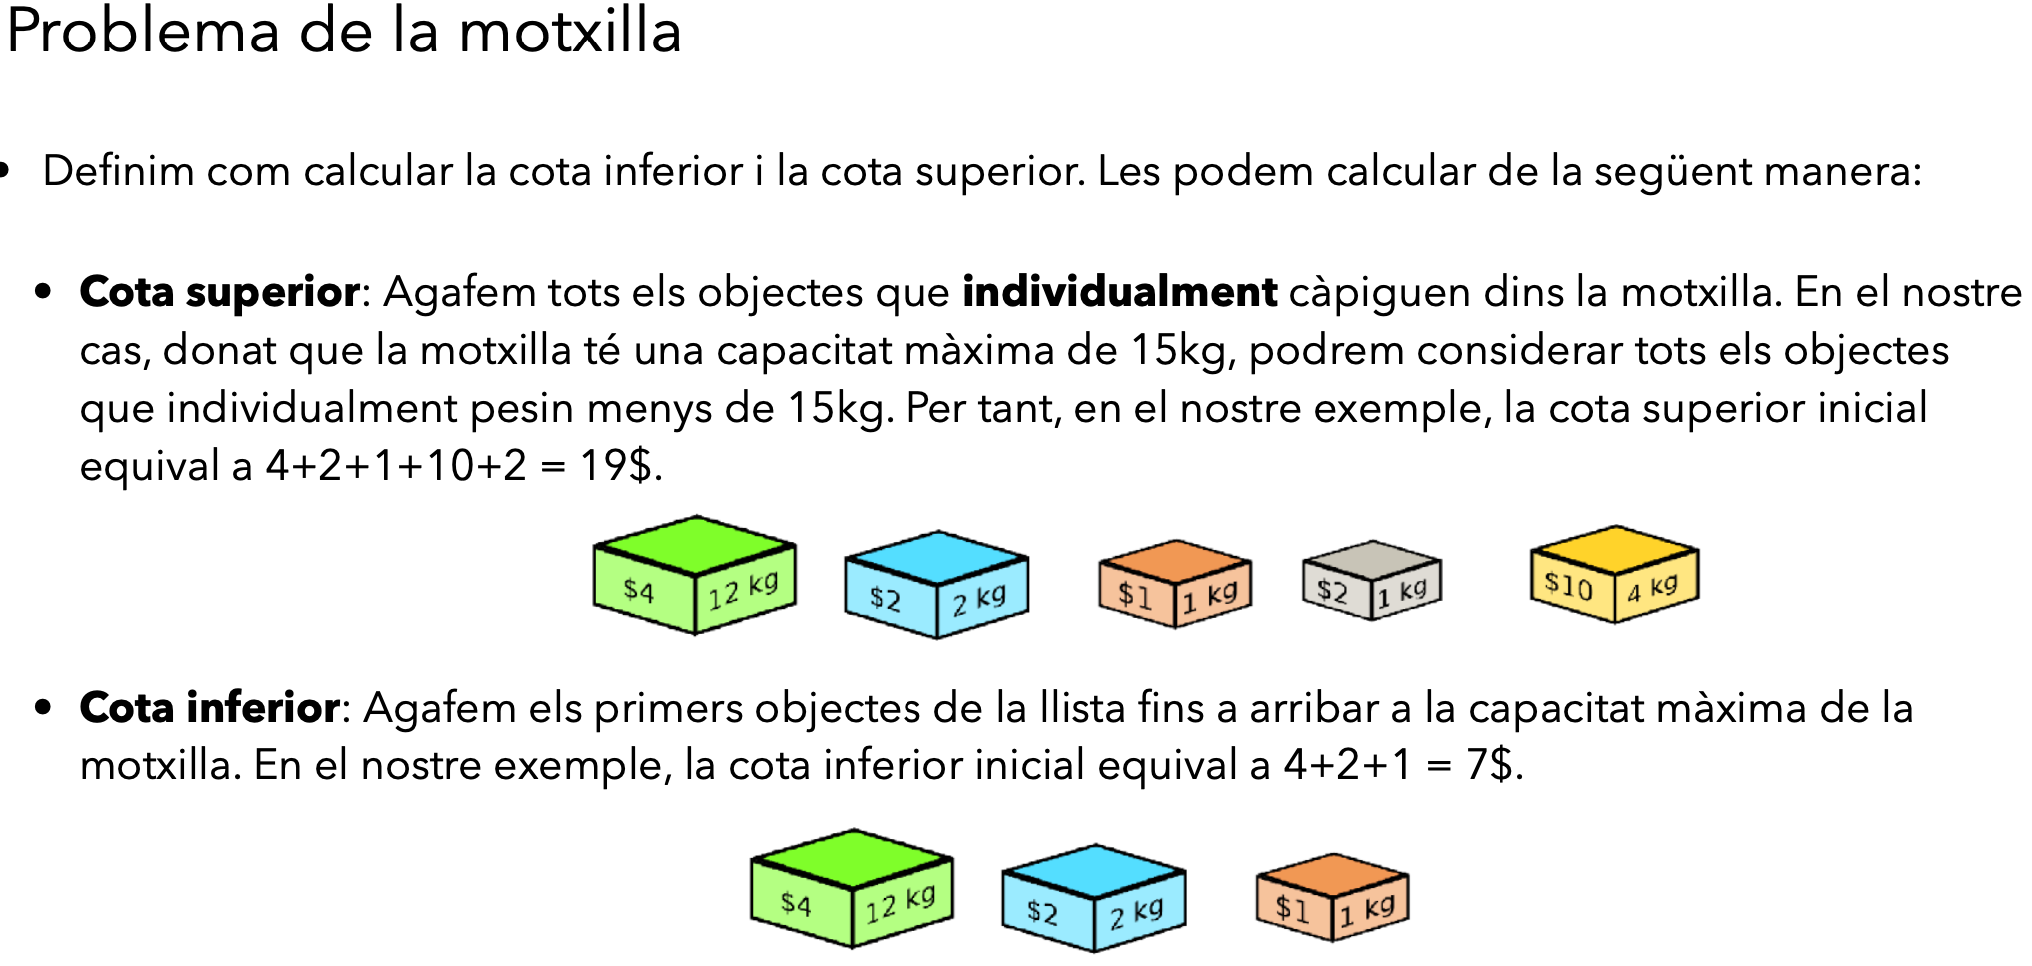 Problema de la motxilla
• Definim com calcular la cota inferior i la cota superior. Les podem calcular de la següent manera:
• Cota superior: Agafem tots els objectes que individualment càpiguen dins la motxilla. En el nostre
cas, donat que la motxilla té una capacitat màxima de 15kg, podrem considerar tots els objectes
que individualment pesin menys de 15kg. Per tant, en el nostre exemple, la cota superior inicial
equival a 4+2+1+10+2 = 19$.
$4 12 kg $2 2 kg $1 1 kg $2 1 kg $10 4 kg
• Cota inferior: Agafem els primers objectes de la llista fins a arribar a la capacitat màxima de la
motxilla. En el nostre exemple, la cota inferior inicial equival a 4+2+1 = 7$.
$4 12 kg $2 2 kg $1 1 kg